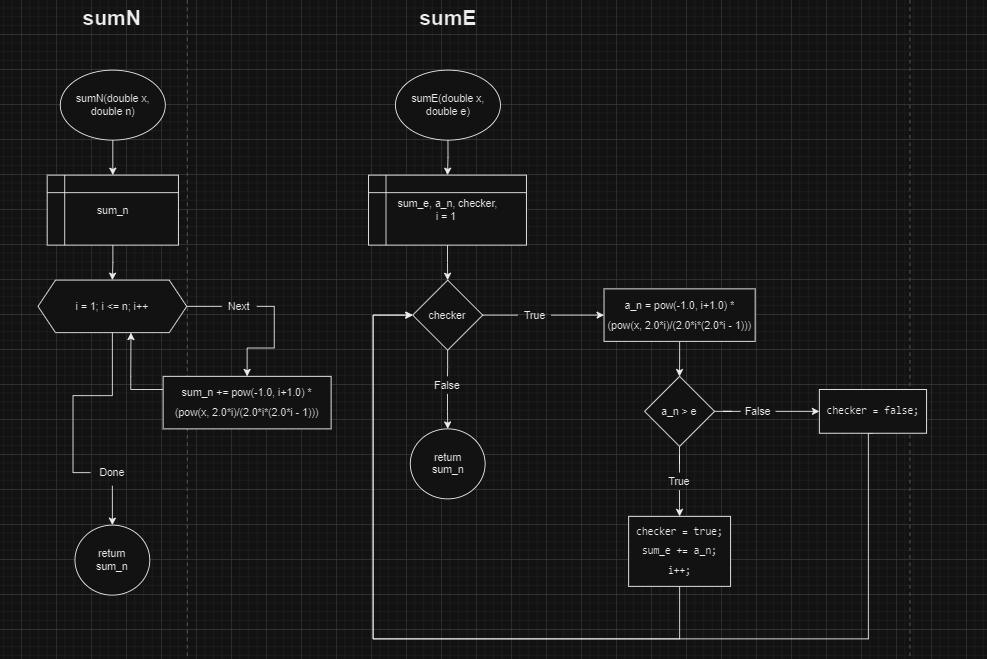 sumN
sumN(double x,
double n)
sum_n
i = 1; i <= n; i++
Next
sum_n += pow(-1.0, i+1.0) *
(pow(x, 2.0*i)/(2.0*i*(2.0*i - 1)))
Done
return
sum_n
sumE
sumE(double x,
double e)
sum_e, a_n, checker,
i = 1
checker
True
a_n = pow(-1.0, i+1.0) *
(pow(x, 2.0*i)/(2.0*i*(2.0*i - 1)))
False
return
sum_n
a_n > e
False
checker = false;
True
checker = true;
sum_e += a_n;
i++;